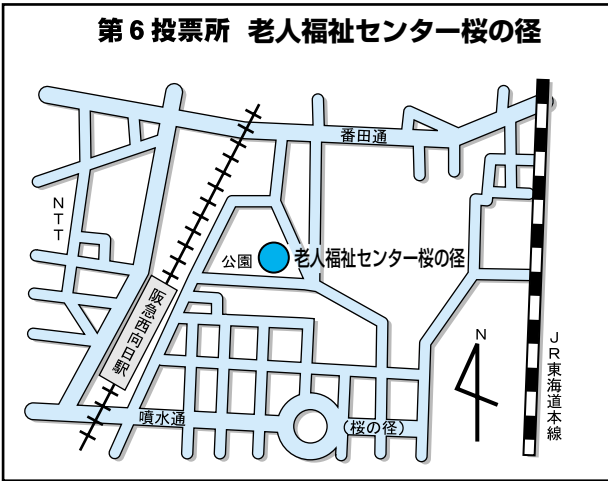 第6投票所 老人福祉センター桜の径
番田通
NTT
公園
老人福祉センター桜の径
阪急西向日駅
N
JR東海道本線
噴水通
(桜の径)